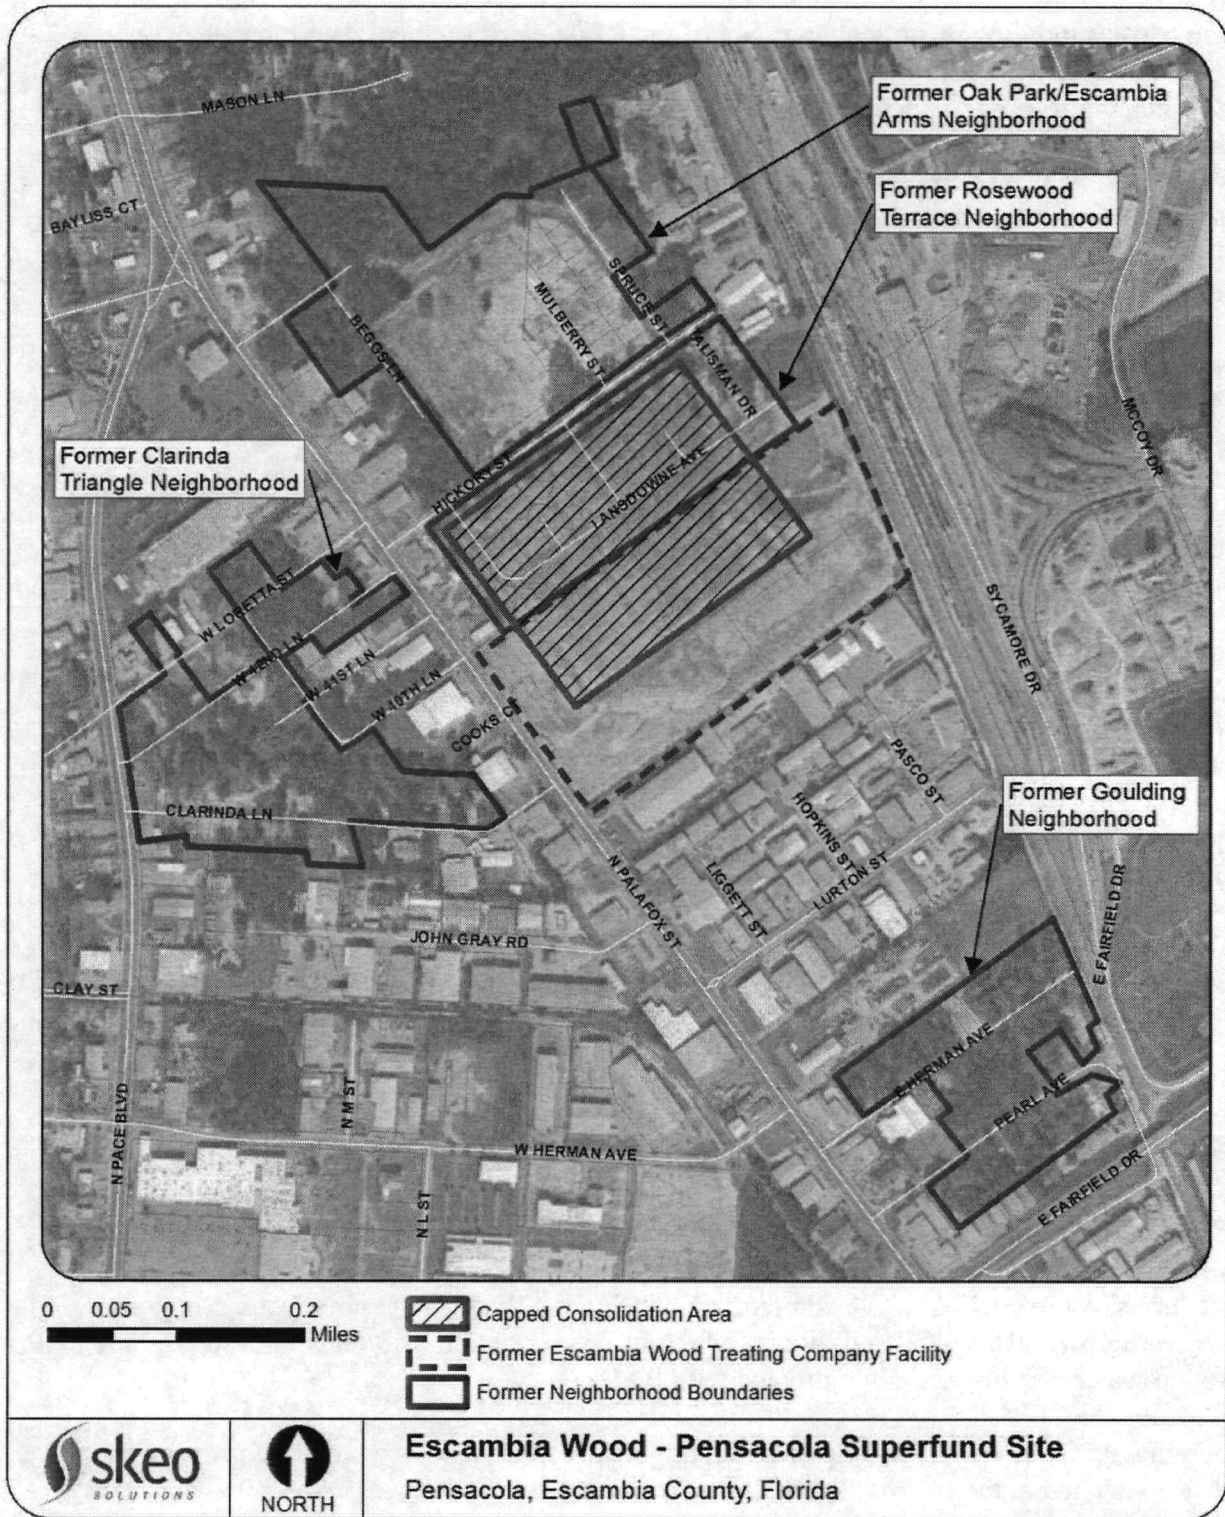 MASON LN
Former Oak Park/Escambia
Arms Neighborhood
Former Rosewood
Terrace Neighborhood
BAYLISS CT
SPRUCE ST
MULBERRY ST
BEGGS LN
TALISMAN DR
MCCOY DR
Former Clarinda
Triangle Neighborhood
HICKORY ST
LANSDOWNE AVE
W LORETTA ST
W 42ND LN
W 41ST LN
W 40TH LN
COOKS CT
SYCAMORE DR
PASCO ST
HOPKINS ST
LIGGETT ST
LURTON ST
Former Goulding
Neighborhood
CLARINDA LN
N PALAFOX ST
JOHN GRAY RD
E FAIRFIELD DR
CLAY ST
E HERMAN AVE
PEARL AVE
N PACE BLVD
N M ST
W HERMAN AVE
N L ST
E FAIRFIELD DR
0 0.05 0.1 0.2
Miles
Capped Consolidation Area
Former Escambia Wood Treating Company Facility
Former Neighborhood Boundaries
skeo
SOLUTIONS
NORTH
Escambia Wood - Pensacola Superfund Site
Pensacola, Escambia County, Florida